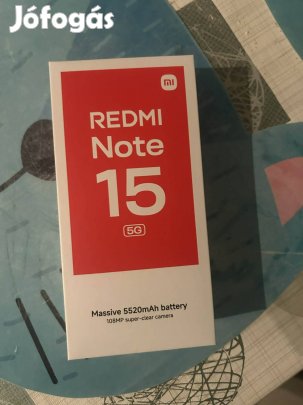 Jófogás
mi
REDMI
Note
15
5G
Massive 5520mAh battery
108MP super-clear camera